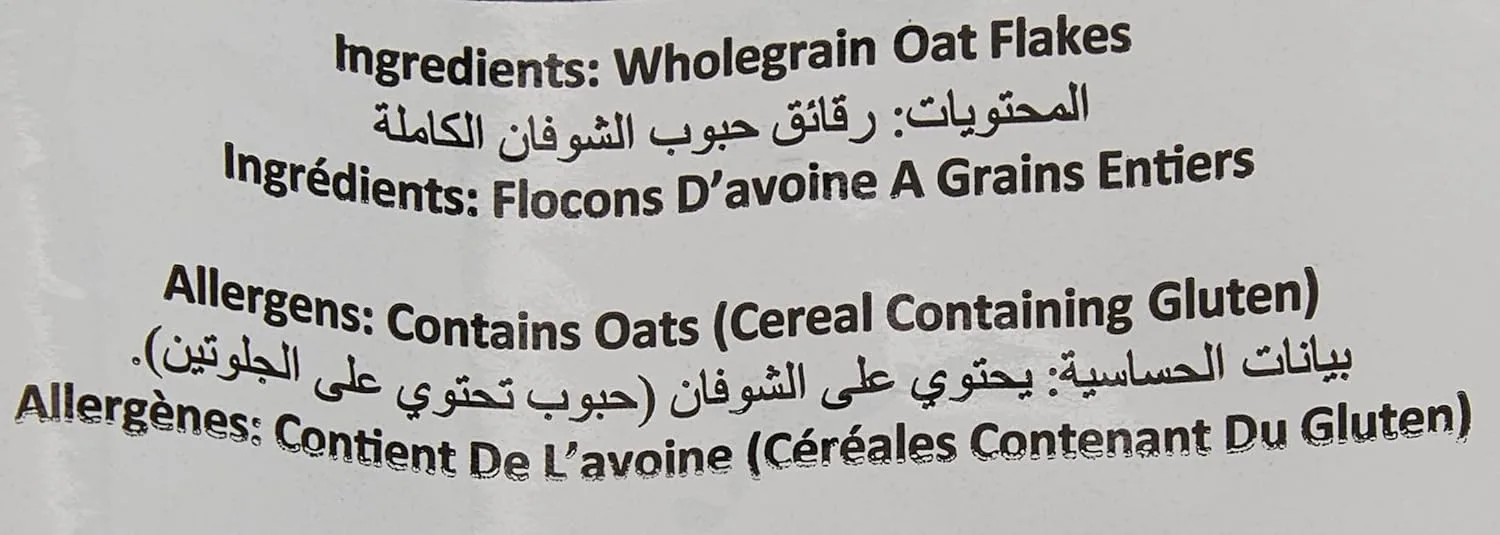 Ingredients: Wholegrain Oat Flakes
المحتويات: رقائق حبوب الشوفان الكاملة
Ingrédients: Flocons D’avoine A Grains Entiers
Allergens: Contains Oats (Cereal Containing Gluten)
بيانات الحساسية: يحتوي على الشوفان (حبوب تحتوي على الجلوتين).
Allergènes: Contient De L’avoine (Céréales Contenant Du Gluten)